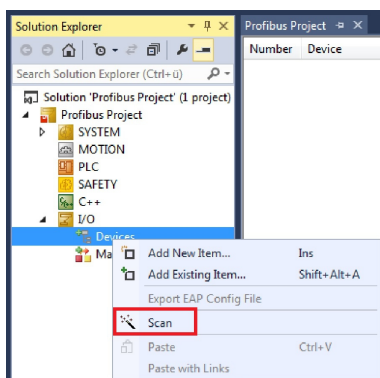 Solution Explorer
Profibus Project
Number Device
Search Solution Explorer (Ctrl+ü)
Solution 'Profibus Project' (1 project)
Profibus Project
SYSTEM
MOTION
PLC
SAFETY
C++
I/O
Devices
Ma
Add New Item... Ins
Add Existing Item... Shift+Alt+A
Export EAP Config File
Scan
Paste Ctrl+V
Paste with Links